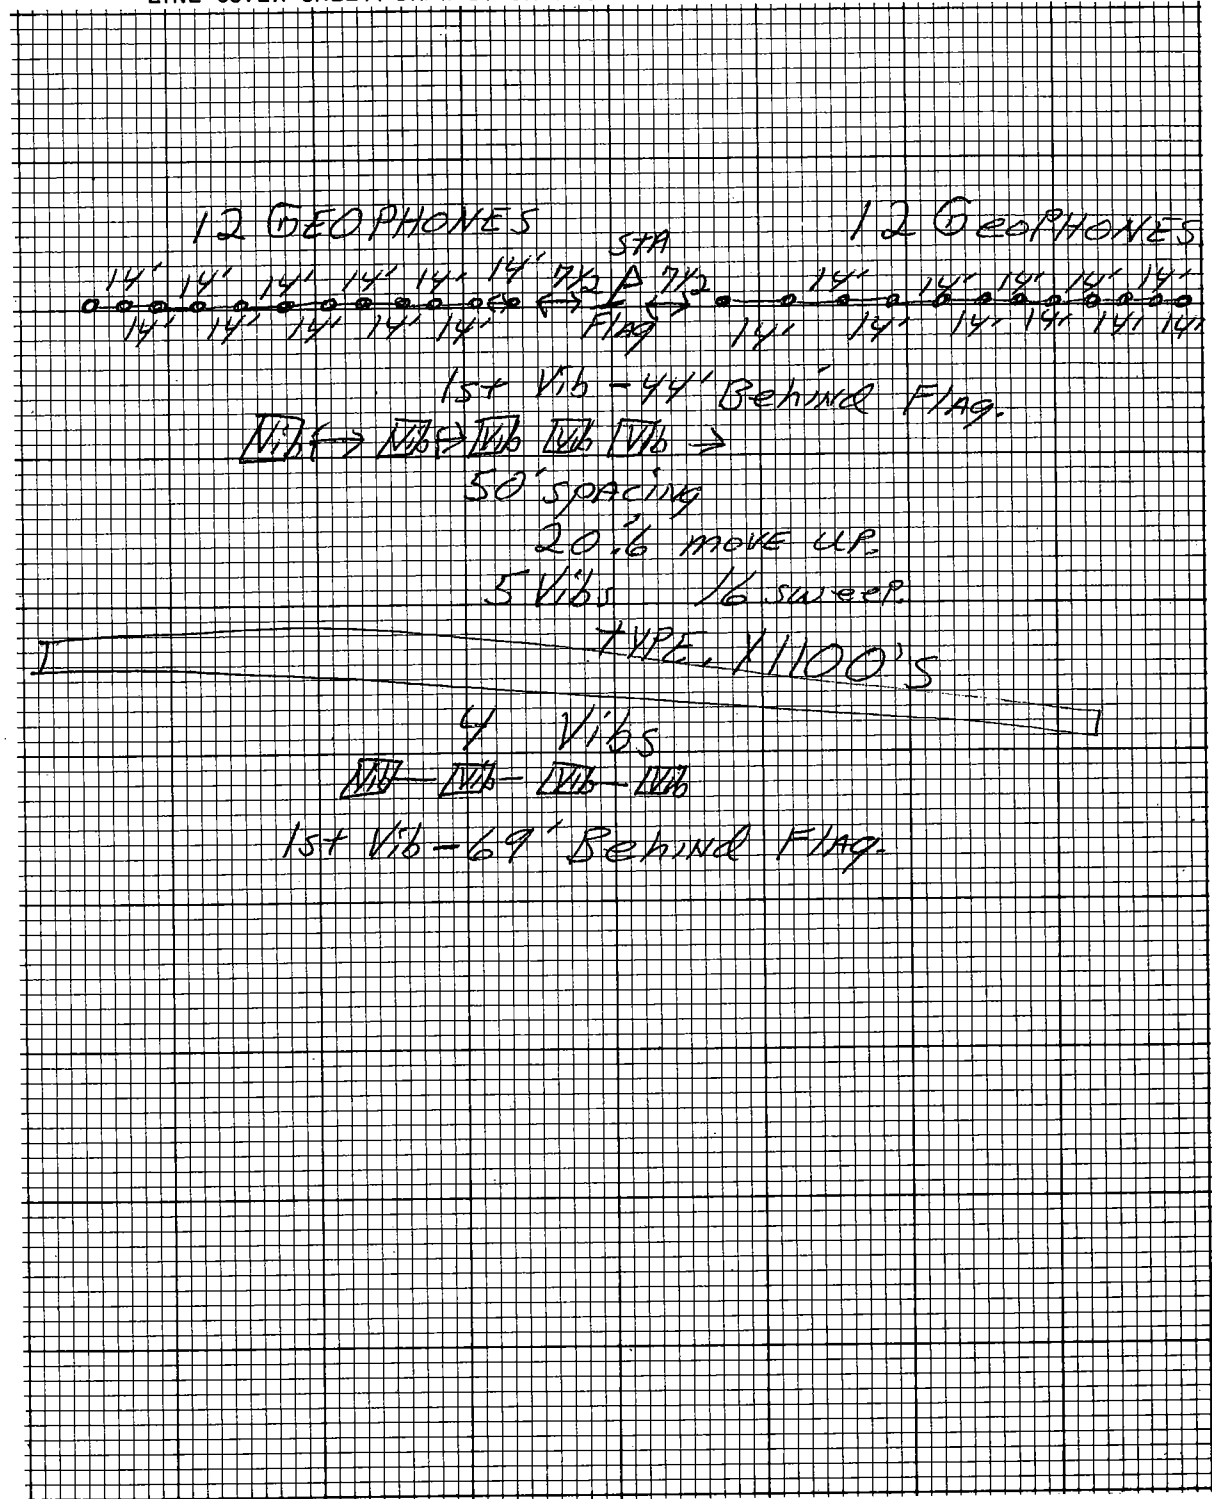 12 GEOPHONES STA 12 GeoPHONES
14' 14' 14' 14' 14' 14' 7½ 7½ 14' 14' 14' 14' 14'
14' 14' 14' 14' 14' Flag 14' 14' 14' 14' 14' 14'
1st Vib - 44' Behind Flag.
Vib Vib Vib Vib Vib
50' spacing
20.'6 move up.
5 Vibs 16 sweep.
TYPE. Y1100's
4 Vibs
Vib Vib Vib Vib
1st Vib - 69' Behind Flag.